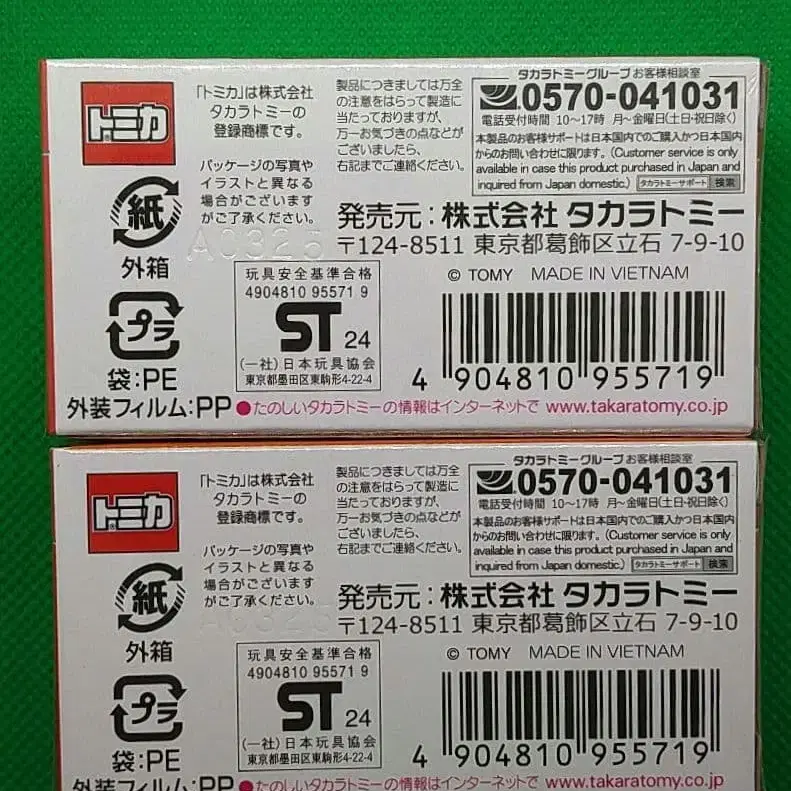 トミカ
「トミカ」は株式会社
タカラトミーの
登録商標です。
パッケージの写真や
イラストと異なる
場合がございます
がご了承ください。
製品につきましては万全
の注意をはらって製造に
当たっておりますが、
万一お気づきの点などが
ございましたら、
右記までご連絡ください。
タカラトミーグループ お客様相談室
0570-041031
電話受付時間 10〜17時 月〜金曜日(土日・祝日除く)
本製品のお客様サポートは日本国内でのご購入かつ日本国内
からのお問い合わせに限ります。(Customer service is only
available in case this product purchased in Japan and
inquired from Japan domestic.) タカラトミーサポート 検索
発売元:株式会社 タカラトミー
〒124-8511 東京都葛飾区立石 7-9-10
A0325
紙
外箱
プラ
袋:PE
外装フィルム:PP
玩具安全基準合格
4904810 95571 9
ST 24
(一社)日本玩具協会
東京都墨田区東駒形4-22-4
© TOMY MADE IN VIETNAM
4 904810 955719
●たのしいタカラトミーの情報はインターネットで www.takaratomy.co.jp
トミカ
「トミカ」は株式会社
タカラトミーの
登録商標です。
パッケージの写真や
イラストと異なる
場合がございます
がご了承ください。
製品につきましては万全
の注意をはらって製造に
当たっておりますが、
万一お気づきの点などが
ございましたら、
右記までご連絡ください。
タカラトミーグループ お客様相談室
0570-041031
電話受付時間 10〜17時 月〜金曜日(土日・祝日除く)
本製品のお客様サポートは日本国内でのご購入かつ日本国内
からのお問い合わせに限ります。(Customer service is only
available in case this product purchased in Japan and
inquired from Japan domestic.) タカラトミーサポート 検索
発売元:株式会社 タカラトミー
〒124-8511 東京都葛飾区立石 7-9-10
A0325
紙
外箱
プラ
袋:PE
外装フィルム:PP
玩具安全基準合格
4904810 95571 9
ST 24
(一社)日本玩具協会
東京都墨田区東駒形4-22-4
© TOMY MADE IN VIETNAM
4 904810 955719
●たのしいタカラトミーの情報はインターネットで www.takaratomy.co.jp